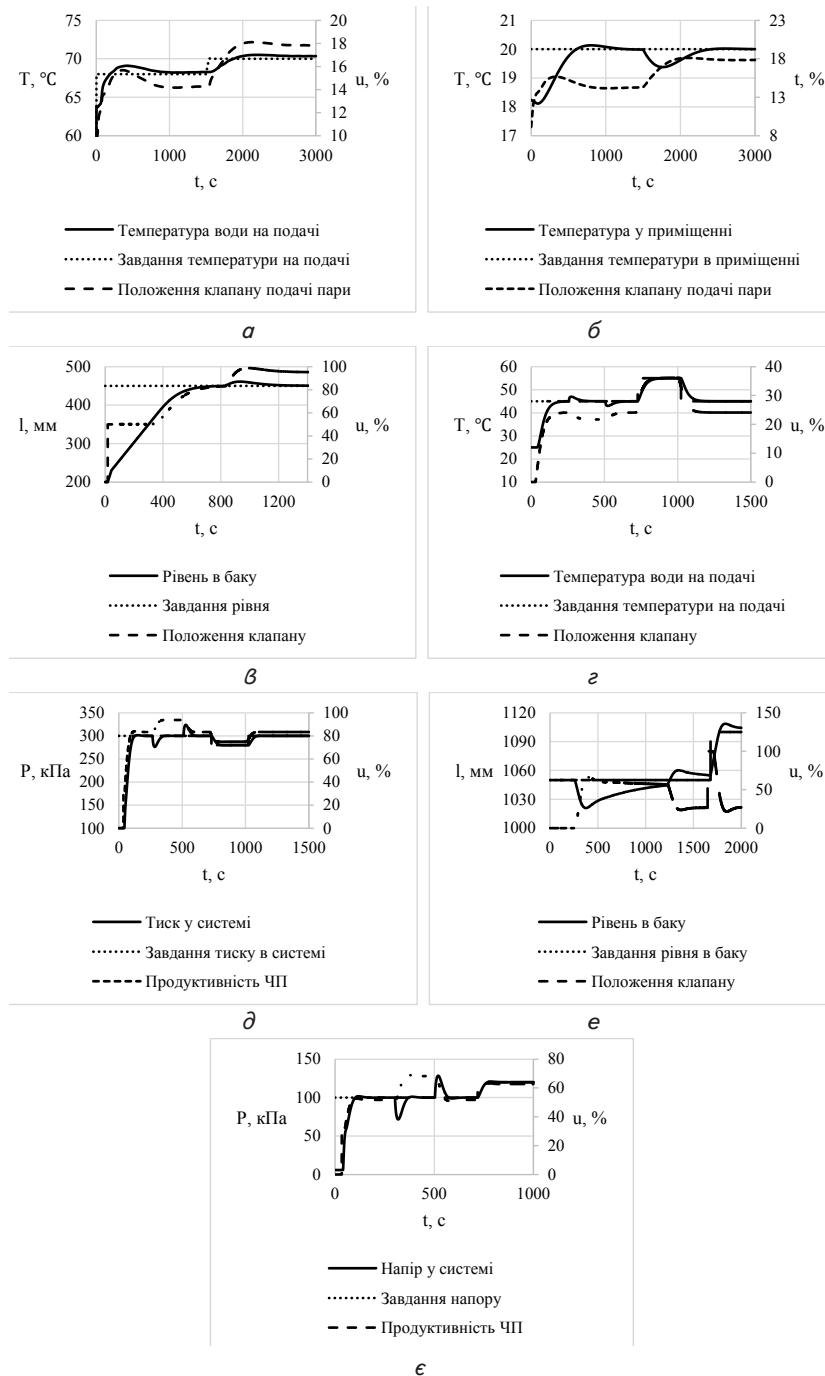 75
70
65
60
T, ℃
20
18
16
14
12
10
u, %
0 1000 2000 3000
t, с
Температура води на подачі
Завдання температури на подачі
Положення клапану подачі пари
а
21
20
19
18
17
T, ℃
23
18
13
8
t, %
0 1000 2000 3000
t, с
Температура у приміщенні
Завдання температури в приміщенні
Положення клапану подачі пари
б
500
450
400
350
300
250
200
l, мм
100
80
60
40
20
0
u, %
0 400 800 1200
t, с
Рівень в баку
Завдання рівня
Положення клапану
в
60
50
40
30
20
10
T, ℃
40
30
20
10
0
u, %
0 500 1000 1500
t, с
Температура води на подачі
Завдання температури на подачі
Положення клапану
г
350
300
250
200
150
100
P, кПа
100
80
60
40
20
0
u, %
0 500 1000 1500
t, с
Тиск у системі
Завдання тиску в системі
Продуктивність ЧП
д
1120
1090
1060
1030
1000
l, мм
150
100
50
0
u, %
0 500 1000 1500 2000
t, с
Рівень в баку
Завдання рівня в баку
Положення клапану
е
150
100
50
0
P, кПа
80
60
40
20
0
u, %
0 500 1000
t, с
Напір у системі
Завдання напору
Продуктивність ЧП
є